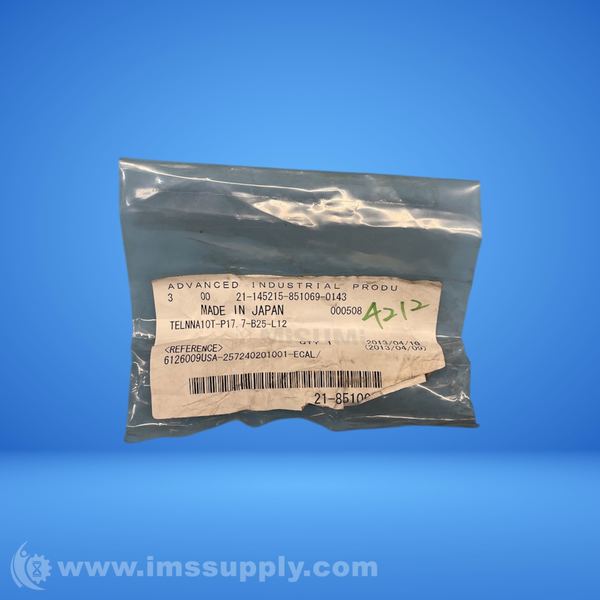 ADVANCED INDUSTRIAL PRODU
3 00 21-145215-851069-0143
MADE IN JAPAN 000508 4212
TELNNA10T-P17.7-B25-L12
MISUMI
QTY 1 2013/04/18
<REFERENCE> (2013/04/09)
6126009USA-257240201001-ECAL/
21-85106
www.imssupply.com